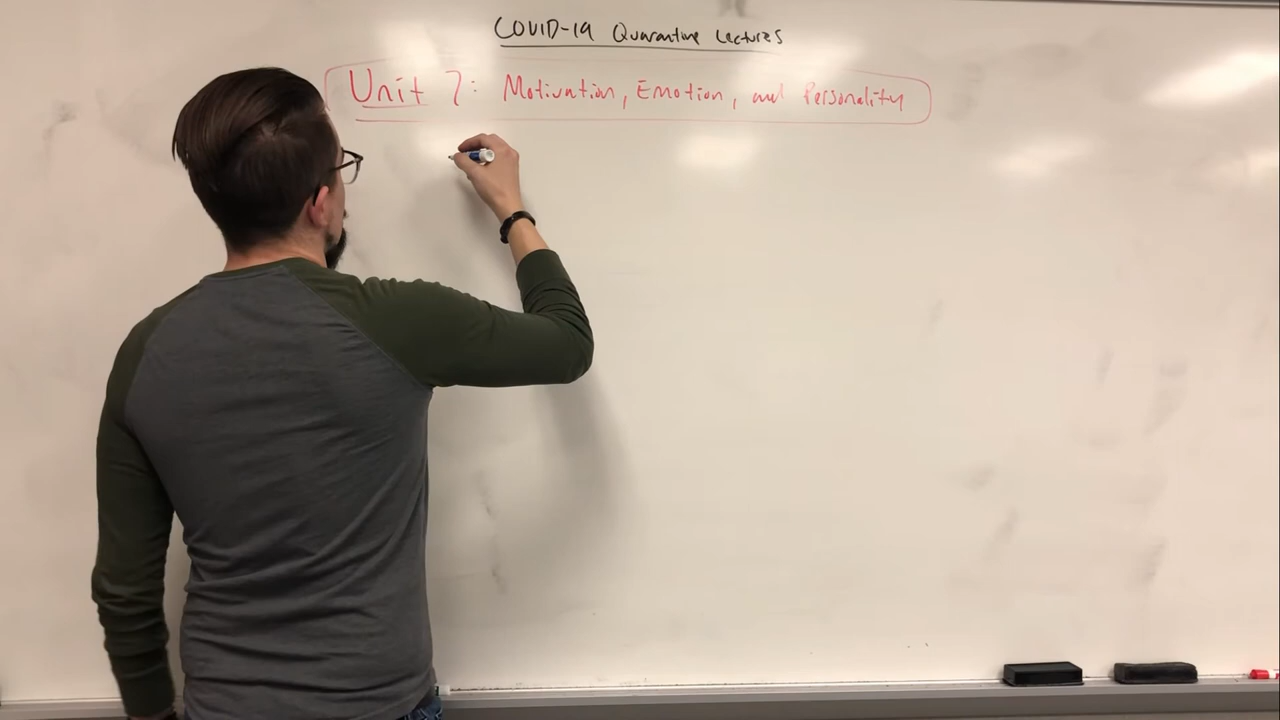 COVID-19 Quarantine Lectures
Unit 7: Motivation, Emotion, and Personality